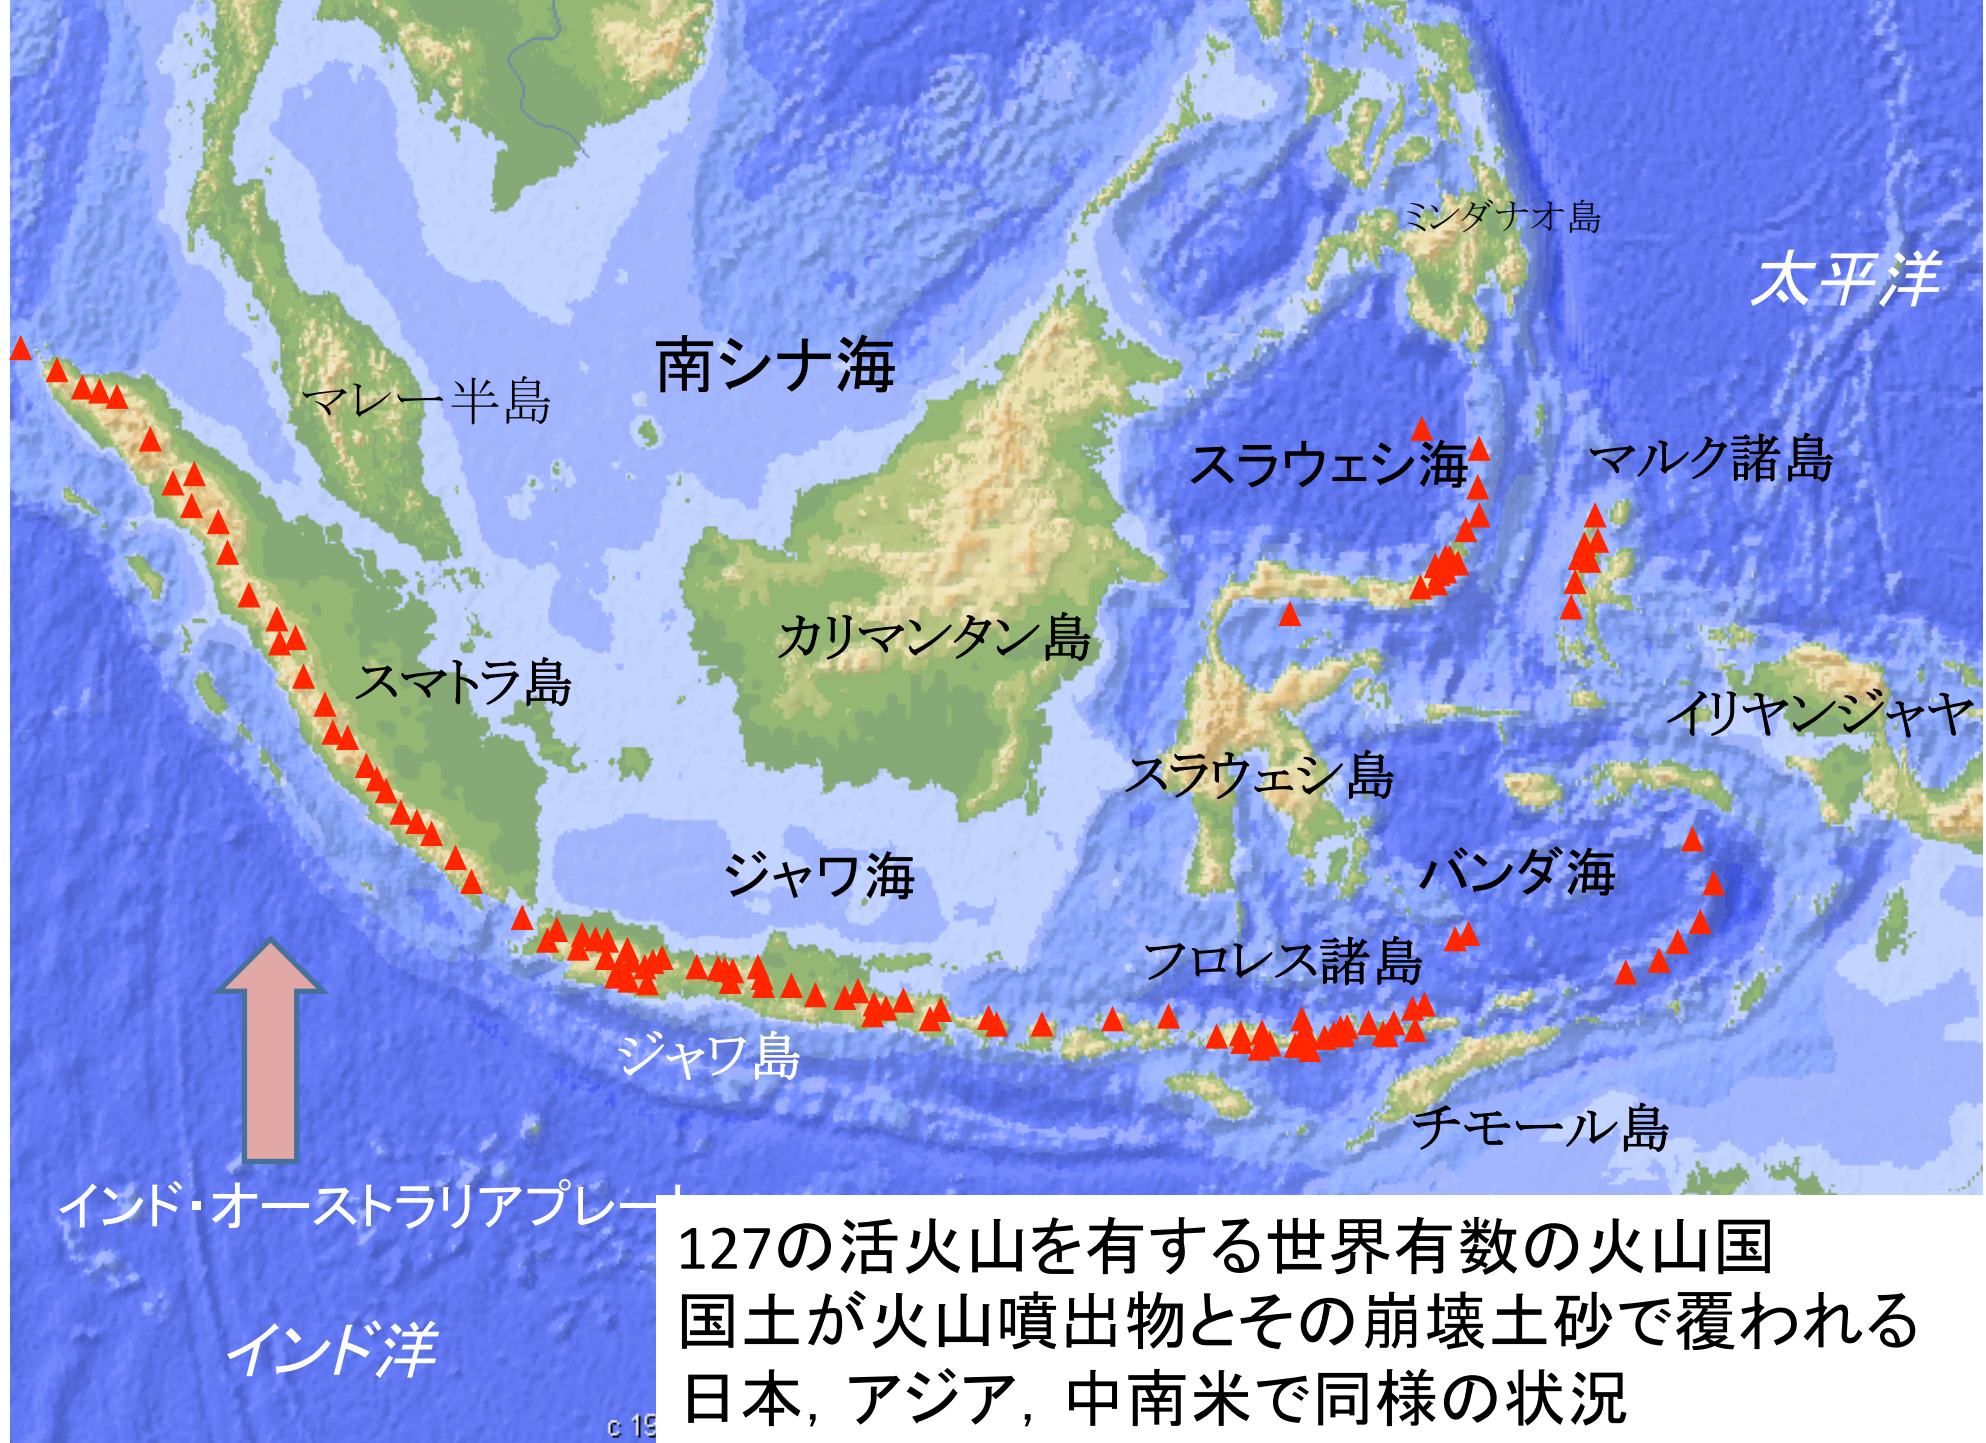 ミンダナオ島
太平洋
南シナ海
マレー半島
スラウェシ海
マルク諸島
カリマンタン島
スマトラ島
イリヤンジャヤ
スラウェシ島
ジャワ海
バンダ海
フロレス諸島
ジャワ島
チモール島
インド・オーストラリアプレート
インド洋
127の活火山を有する世界有数の火山国
国土が火山噴出物とその崩壊土砂で覆われる
日本，アジア，中南米で同様の状況
c 19